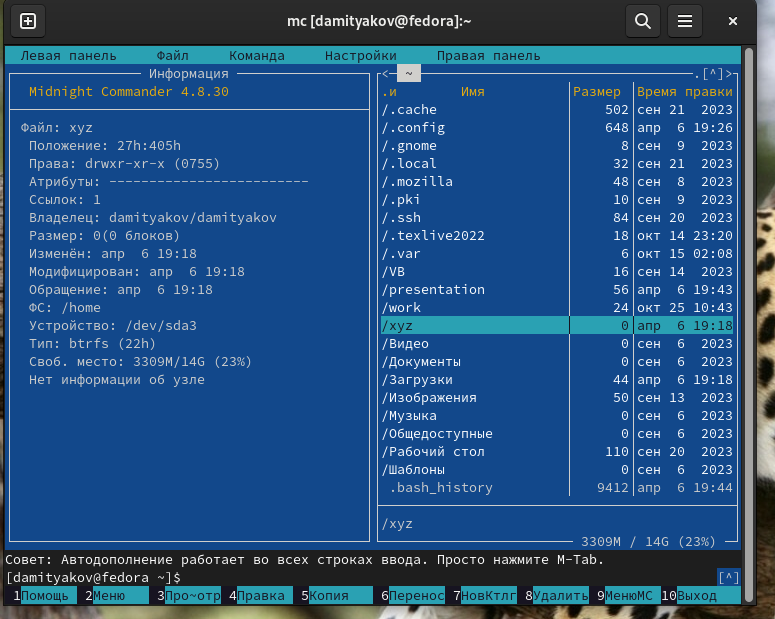 mc [damityakov@fedora]:~
Левая панель Файл Команда Настройки Правая панель
Информация
Midnight Commander 4.8.30
Файл: xyz
Положение: 27h:405h
Права: drwxr-xr-x (0755)
Атрибуты: -------------------------
Ссылок: 1
Владелец: damityakov/damityakov
Размер: 0(0 блоков)
Изменён: апр 6 19:18
Модифицирован: апр 6 19:18
Обращение: апр 6 19:18
ФС: /home
Устройство: /dev/sda3
Тип: btrfs (22h)
Своб. место: 3309M/14G (23%)
Нет информации об узле
<- ~ .[^]>
.и Имя Размер Время правки
/.cache 502 сен 21 2023
/.config 648 апр 6 19:26
/.gnome 8 сен 9 2023
/.local 32 сен 21 2023
/.mozilla 48 сен 8 2023
/.pki 10 сен 9 2023
/.ssh 84 сен 20 2023
/.texlive2022 18 окт 14 23:20
/.var 6 окт 15 02:08
/VB 16 сен 14 2023
/presentation 56 апр 6 19:43
/work 24 окт 25 10:43
/xyz 0 апр 6 19:18
/Видео 0 сен 6 2023
/Документы 0 сен 6 2023
/Загрузки 44 апр 6 19:18
/Изображения 50 сен 13 2023
/Музыка 0 сен 6 2023
/Общедоступные 0 сен 6 2023
/Рабочий стол 110 сен 20 2023
/Шаблоны 0 сен 6 2023
.bash_history 9412 апр 6 19:44
/xyz
3309M / 14G (23%)
Совет: Автодополнение работает во всех строках ввода. Просто нажмите M-Tab.
[damityakov@fedora ~]$ [^]
1Помощь 2Меню 3Про~отр 4Правка 5Копия 6Перенос 7НовКтлг 8Удалить 9МенюMC 10Выход